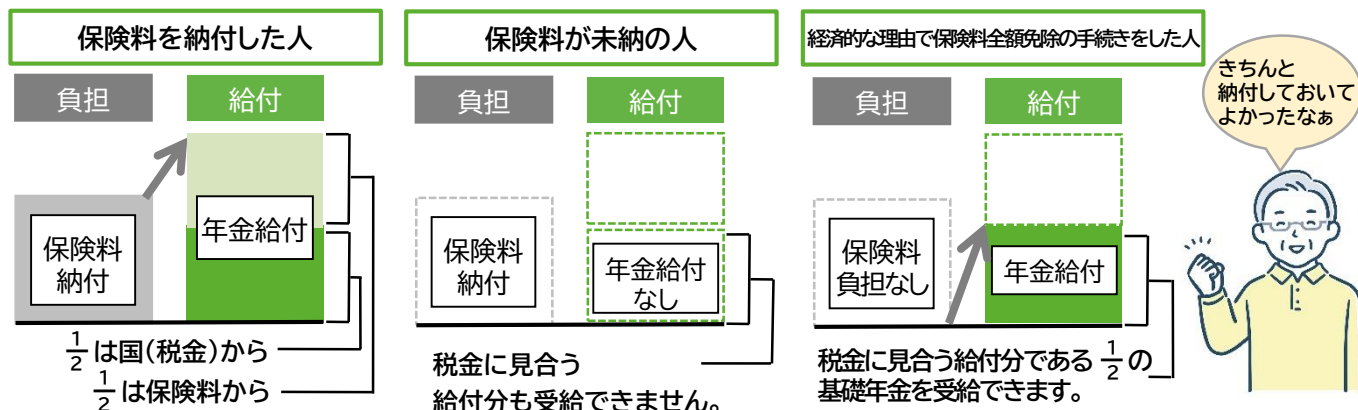 保険料を納付した人
負担
給付
保険料
納付
年金給付
1/2は国(税金)から
1/2は保険料から
保険料が未納の人
負担
給付
保険料
納付
年金給付
なし
税金に見合う
給付分も受給できません。
経済的な理由で保険料全額免除の手続きをした人
負担
給付
保険料
負担なし
年金給付
税金に見合う給付分である 1/2 の
基礎年金を受給できます。
きちんと
納付しておいて
よかったなぁ